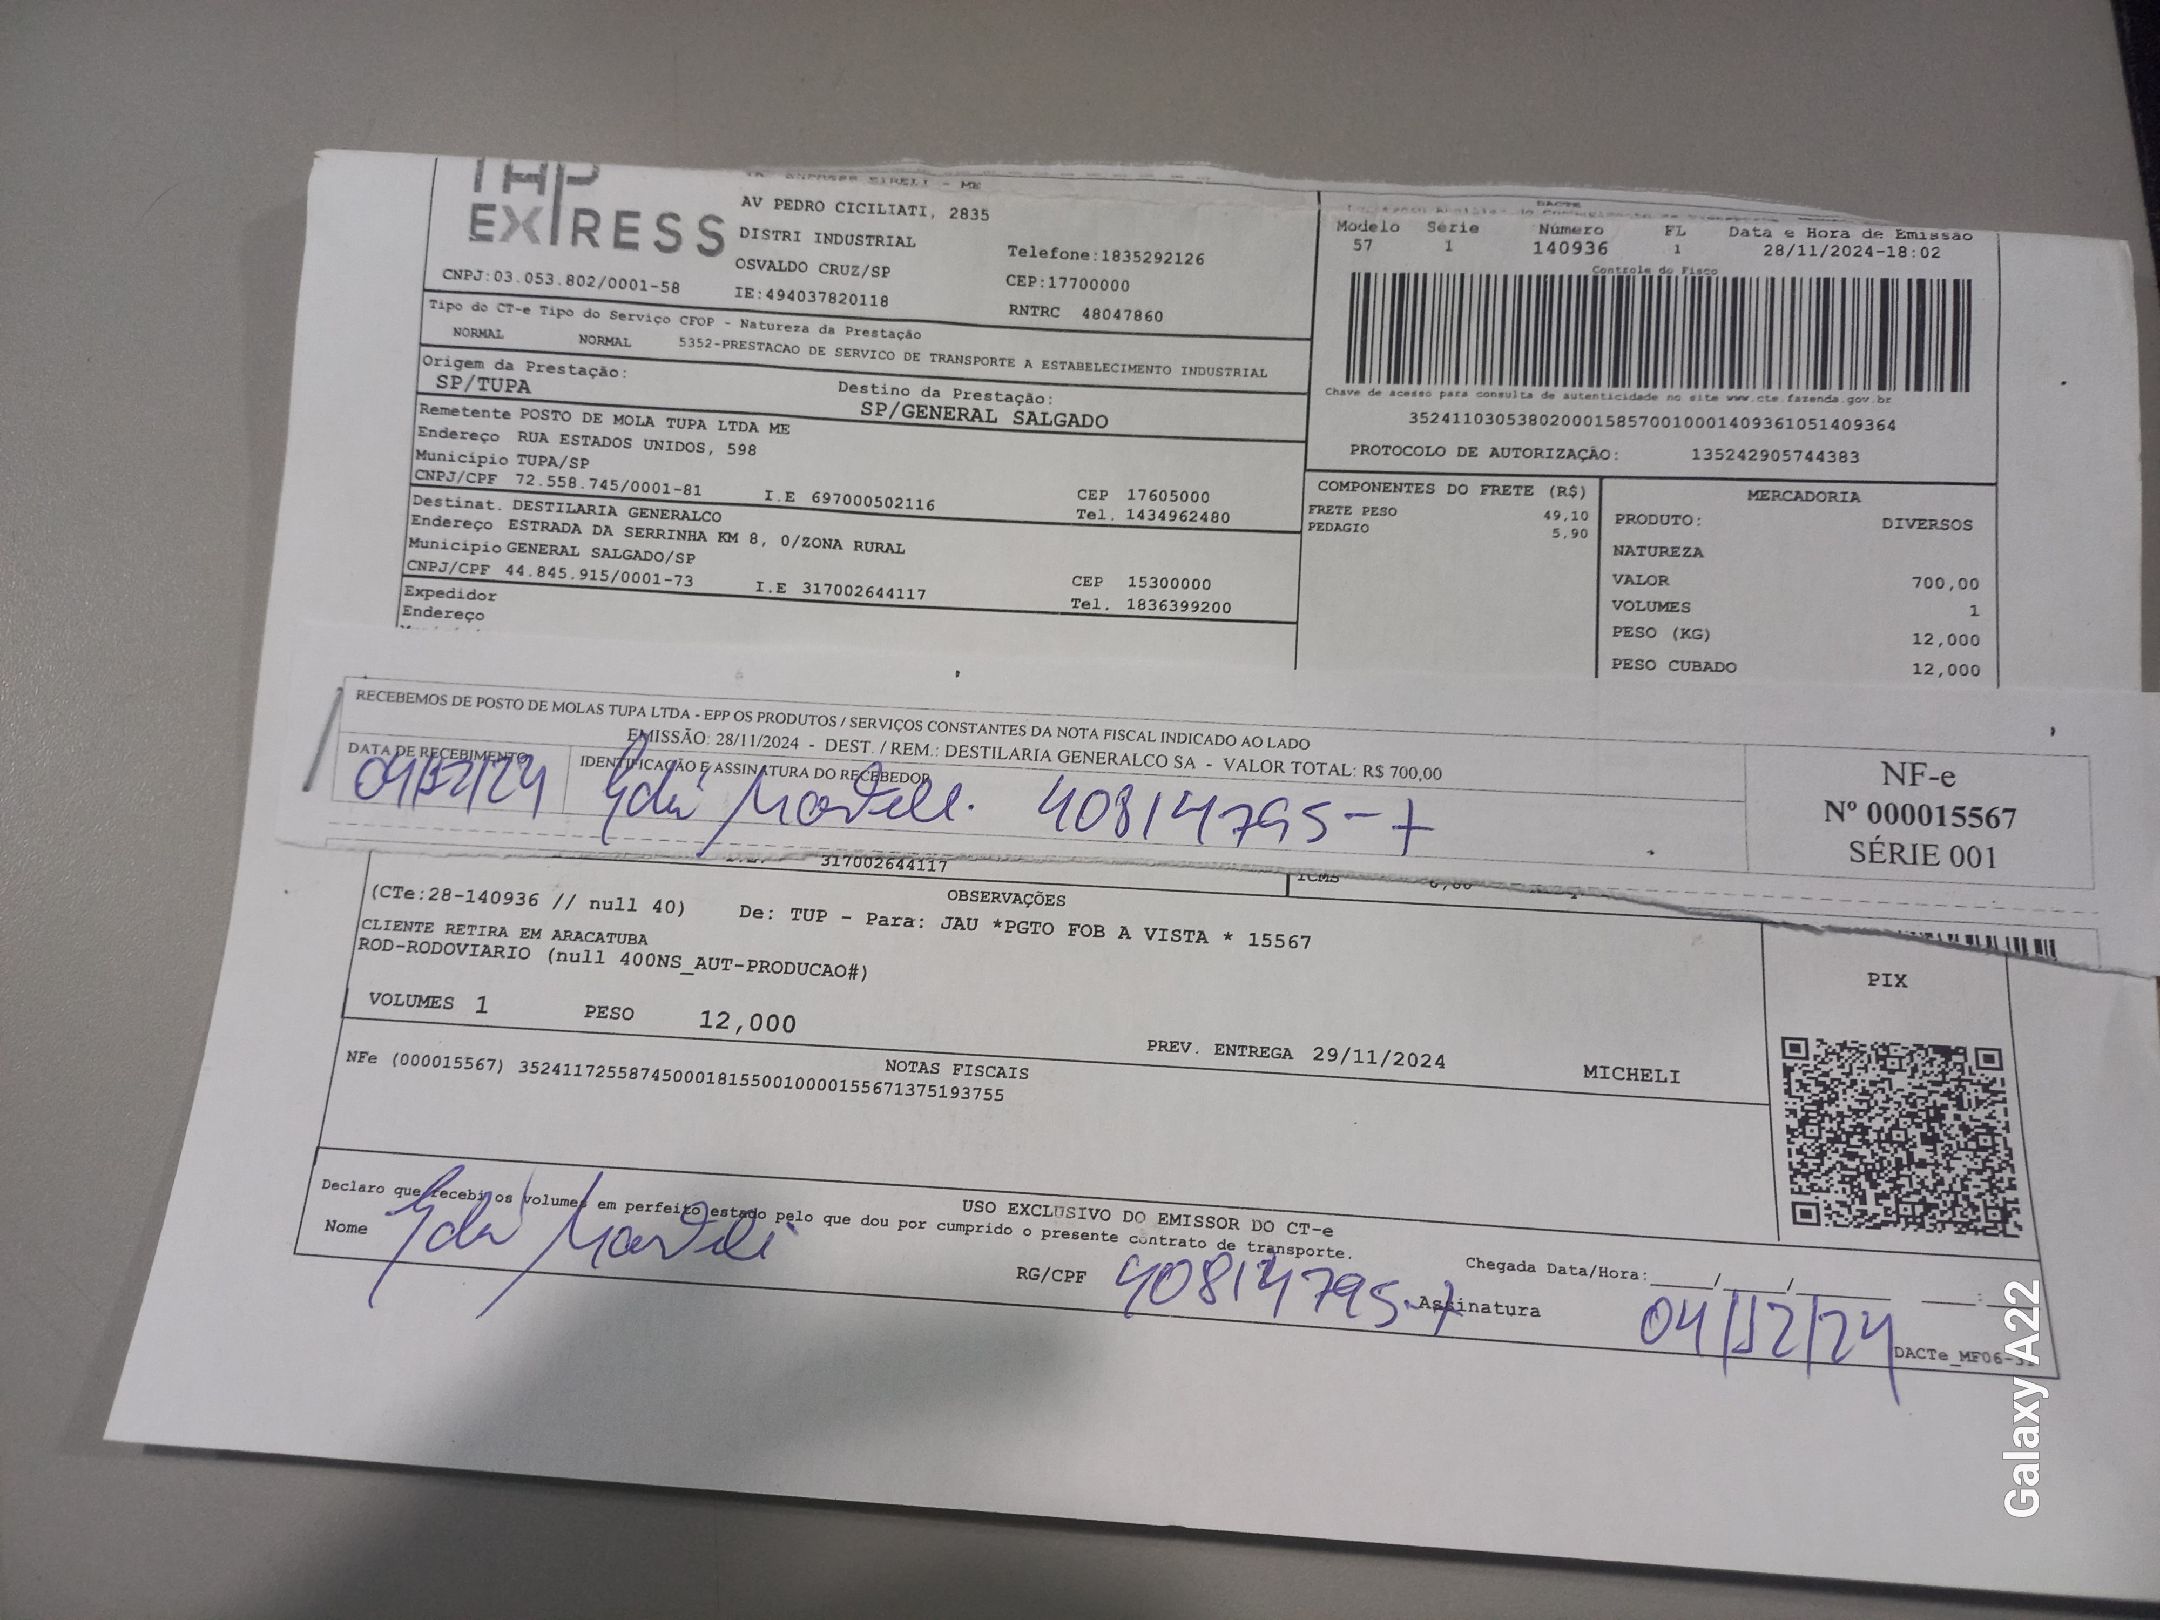 EXPRESS
AV PEDRO CICILIATI, 2835
DISTRI INDUSTRIAL
OSVALDO CRUZ/SP
Telefone:1835292126
CEP:17700000
CNPJ:03.053.802/0001-58
IE:494037820118
RNTRC 48047860
DACTE
Modelo Série Número FL Data e Hora de Emissão
57 1 140936 1 28/11/2024-18:02
Controle do Fisco
Chave de acesso para consulta de autenticidade no site www.cte.fazenda.gov.br
35241103053802000158570010001409361051409364
PROTOCOLO DE AUTORIZAÇÃO: 135242905744383
Tipo do CT-e Tipo do Serviço CFOP - Natureza da Prestação
NORMAL NORMAL 5352-PRESTACAO DE SERVICO DE TRANSPORTE A ESTABELECIMENTO INDUSTRIAL
Origem da Prestação:
SP/TUPA
Destino da Prestação:
SP/GENERAL SALGADO
Remetente POSTO DE MOLA TUPA LTDA ME
Endereço RUA ESTADOS UNIDOS, 598
Município TUPA/SP
CNPJ/CPF 72.558.745/0001-81 I.E 697000502116
CEP 17605000
Tel. 1434962480
Destinat. DESTILARIA GENERALCO
Endereço ESTRADA DA SERRINHA KM 8, 0/ZONA RURAL
Município GENERAL SALGADO/SP
CNPJ/CPF 44.845.915/0001-73 I.E 317002644117
CEP 15300000
Tel. 1836399200
Expedidor
Endereço
COMPONENTES DO FRETE (R$)
FRETE PESO 49,10
PEDAGIO 5,90
MERCADORIA
PRODUTO: DIVERSOS
NATUREZA
VALOR 700,00
VOLUMES 1
PESO (KG) 12,000
PESO CUBADO 12,000
RECEBEMOS DE POSTO DE MOLAS TUPA LTDA - EPP OS PRODUTOS / SERVIÇOS CONSTANTES DA NOTA FISCAL INDICADO AO LADO
EMISSÃO: 28/11/2024 - DEST. / REM.: DESTILARIA GENERALCO SA - VALOR TOTAL: R$ 700,00
DATA DE RECEBIMENTO
04/12/24
IDENTIFICAÇÃO E ASSINATURA DO RECEBEDOR
40814795-7
NF-e
Nº 000015567
SÉRIE 001
317002644117
ICMS
OBSERVAÇÕES
(CTe:28-140936 // null 40) De: TUP - Para: JAU *PGTO FOB A VISTA * 15567
CLIENTE RETIRA EM ARACATUBA
ROD-RODOVIARIO (null 400NS_AUT-PRODUCAO#)
VOLUMES 1 PESO 12,000
PREV. ENTREGA 29/11/2024 MICHELI
PIX
NOTAS FISCAIS
NFe (000015567) 35241172558745000181550010000155671375193755
USO EXCLUSIVO DO EMISSOR DO CT-e
Declaro que recebi os volumes em perfeito estado pelo que dou por cumprido o presente contrato de transporte.
Nome
RG/CPF 40814795-7
Assinatura
Chegada Data/Hora:_____/_____/_____ ___:
04/12/24
Galaxy A22